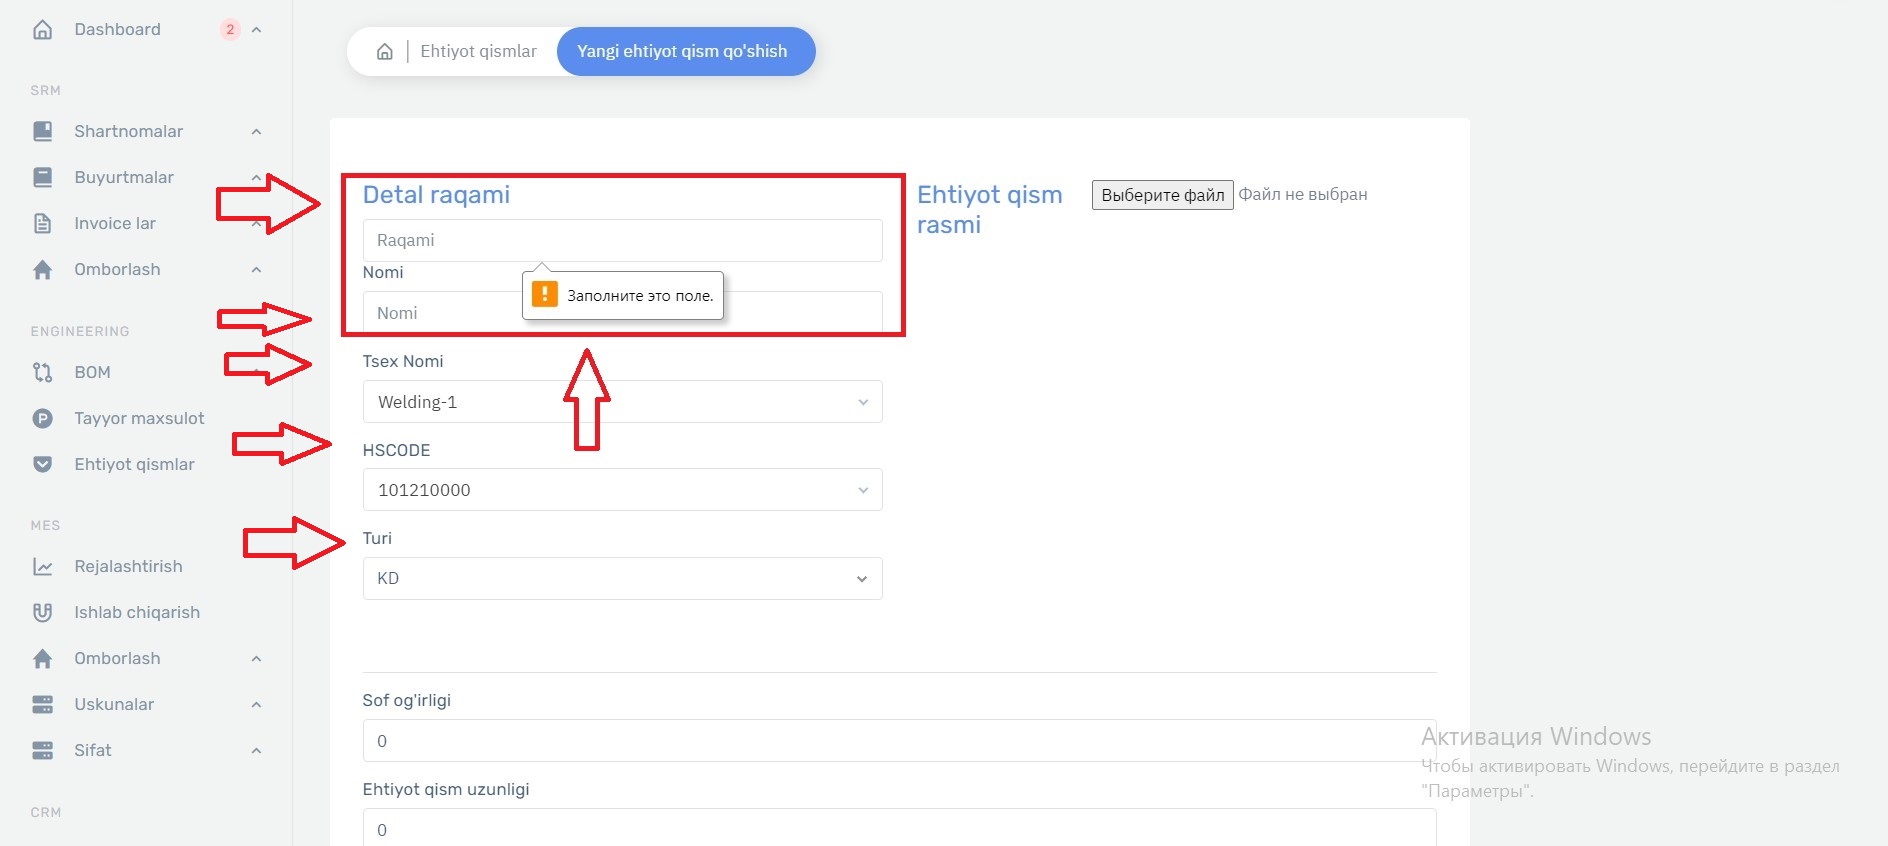 Dashboard 2
SRM
Shartnomalar
Buyurtmalar
Invoice lar
Omborlash
ENGINEERING
BOM
Tayyor maxsulot
Ehtiyot qismlar
MES
Rejalashtirish
Ishlab chiqarish
Omborlash
Uskunalar
Sifat
CRM
Ehtiyot qismlar
Yangi ehtiyot qism qo'shish
Detal raqami
Raqami
Nomi
Nomi
Заполните это поле.
Tsex Nomi
Welding-1
HSCODE
101210000
Turi
KD
Ehtiyot qism
rasmi
Выберите файл Файл не выбран
Sof og'irligi
0
Ehtiyot qism uzunligi
0
Активация Windows
Чтобы активировать Windows, перейдите в раздел
"Параметры".